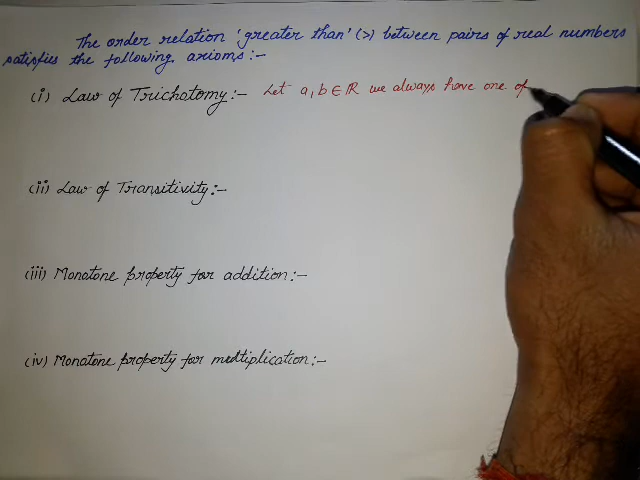 The order relation 'greater than' (>) between pairs of real numbers
satisfies the following axioms:-
(i) Law of Trichotomy:- Let a, b ∈ ℝ we always have one of
(ii) Law of Transitivity:-
(iii) Monotone property for addition:-
(iv) Monotone property for multiplication:-